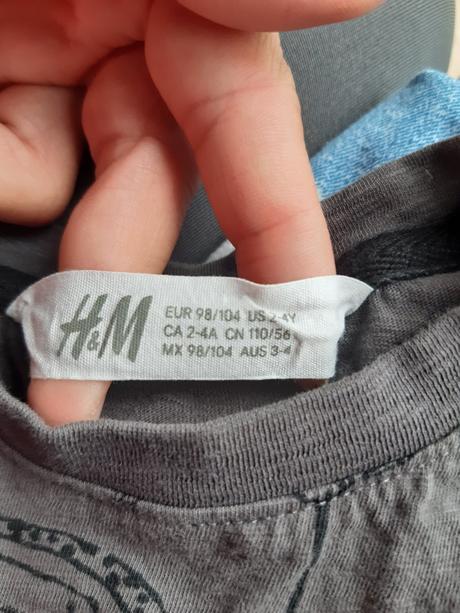 H&M
EUR 98/104 US 2-4Y
CA 2-4A CN 110/56
MX 98/104 AUS 3-4